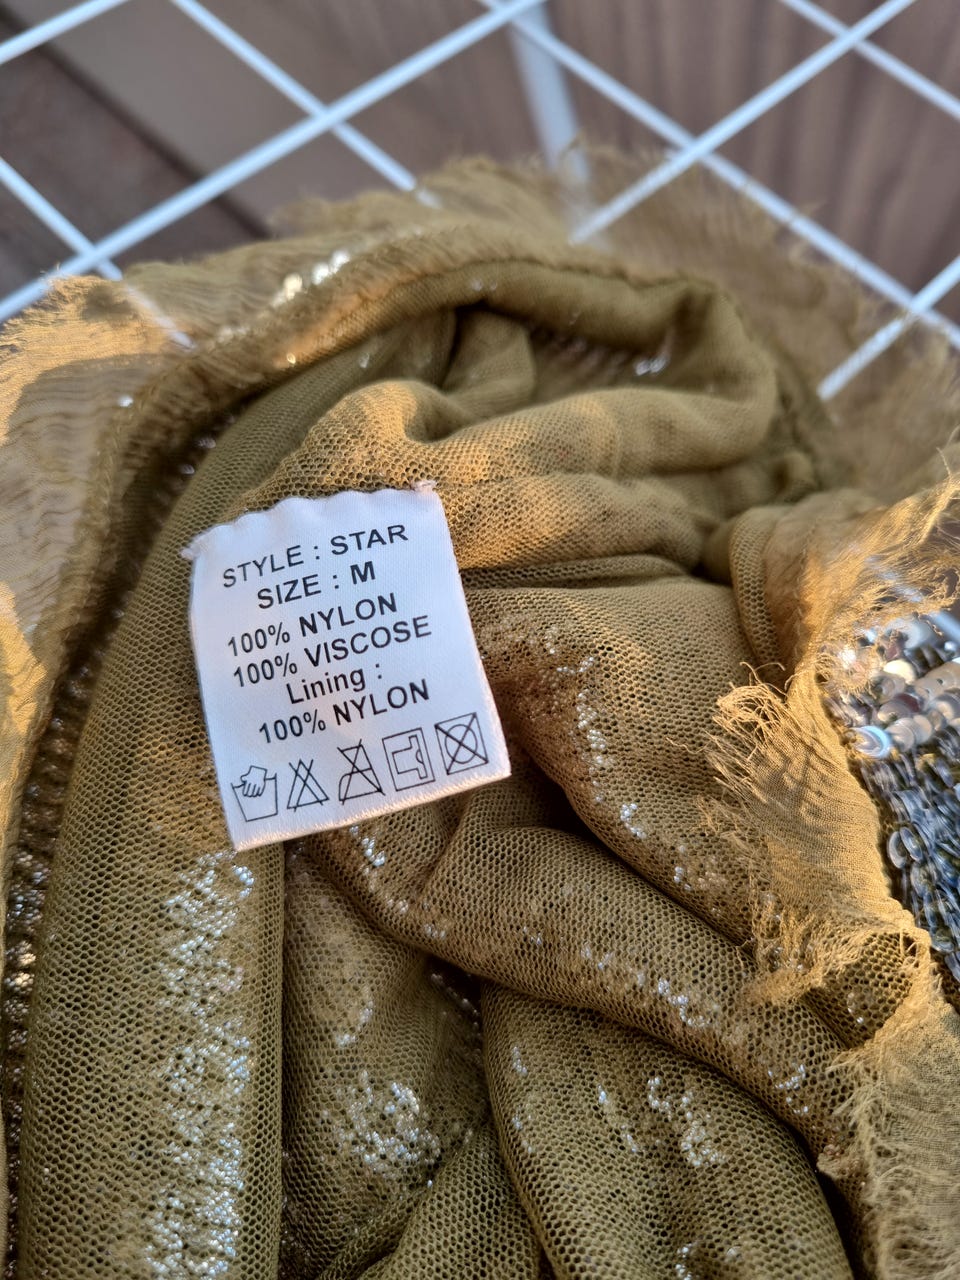 STYLE : STAR
SIZE : M
100% NYLON
100% VISCOSE
Lining :
100% NYLON